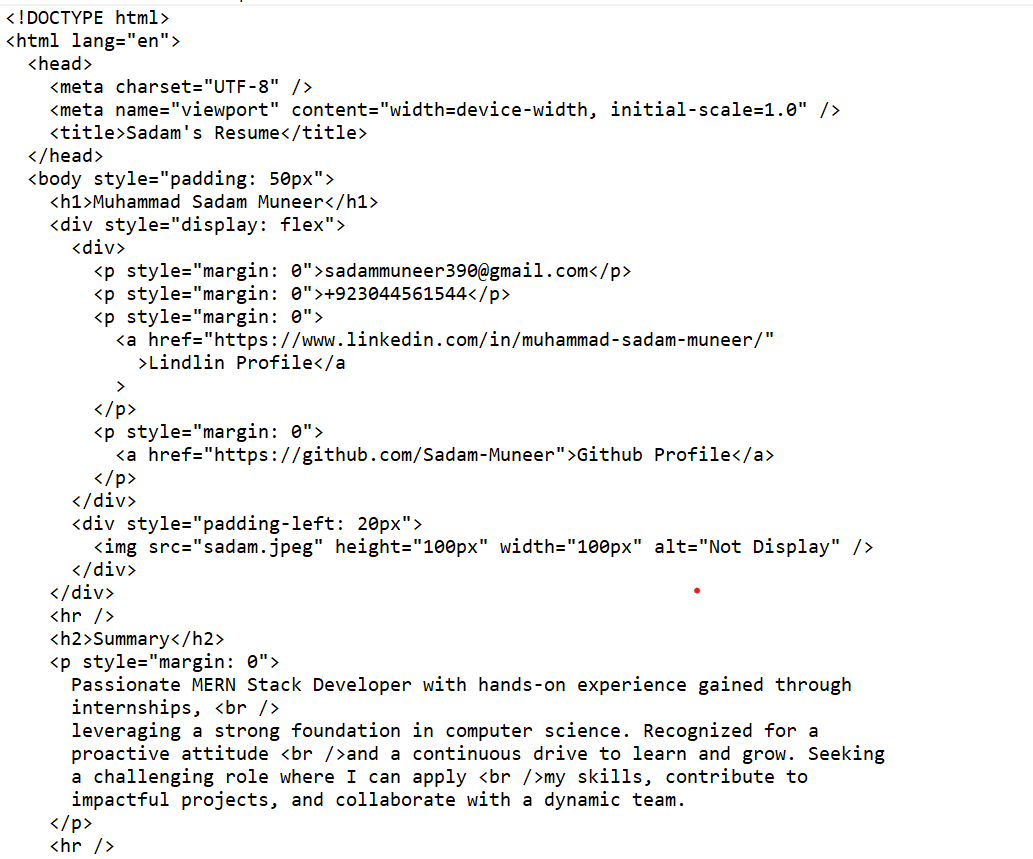 <!DOCTYPE html>
<html lang="en">
  <head>
    <meta charset="UTF-8" />
    <meta name="viewport" content="width=device-width, initial-scale=1.0" />
    <title>Sadam's Resume</title>
  </head>
  <body style="padding: 50px">
    <h1>Muhammad Sadam Muneer</h1>
    <div style="display: flex">
      <div>
        <p style="margin: 0">sadammuneer390@gmail.com</p>
        <p style="margin: 0">+923044561544</p>
        <p style="margin: 0">
          <a href="https://www.linkedin.com/in/muhammad-sadam-muneer/"
            >Lindlin Profile</a
          >
        </p>
        <p style="margin: 0">
          <a href="https://github.com/Sadam-Muneer">Github Profile</a>
        </p>
      </div>
      <div style="padding-left: 20px">
        <img src="sadam.jpeg" height="100px" width="100px" alt="Not Display" />
      </div>
    </div>
    <hr />
    <h2>Summary</h2>
    <p style="margin: 0">
      Passionate MERN Stack Developer with hands-on experience gained through
      internships, <br />
      leveraging a strong foundation in computer science. Recognized for a
      proactive attitude <br />and a continuous drive to learn and grow. Seeking
      a challenging role where I can apply <br />my skills, contribute to
      impactful projects, and collaborate with a dynamic team.
    </p>
    <hr />